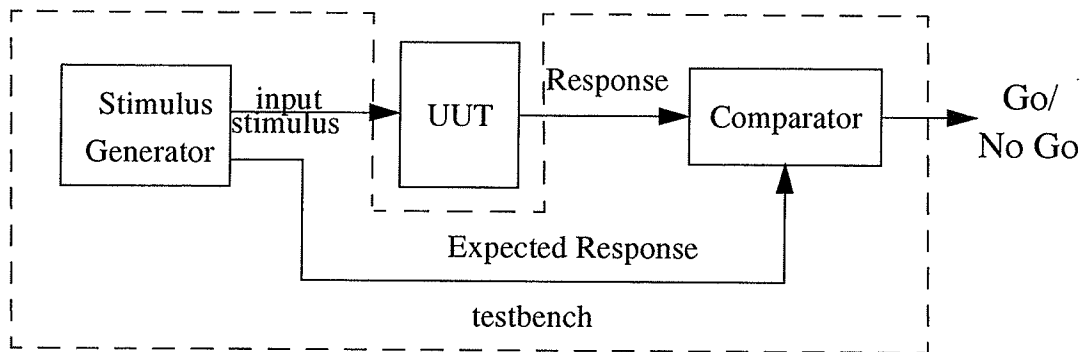 Stimulus
Generator
input
stimulus
UUT
Response
Comparator
Go/
No Go
Expected Response
testbench